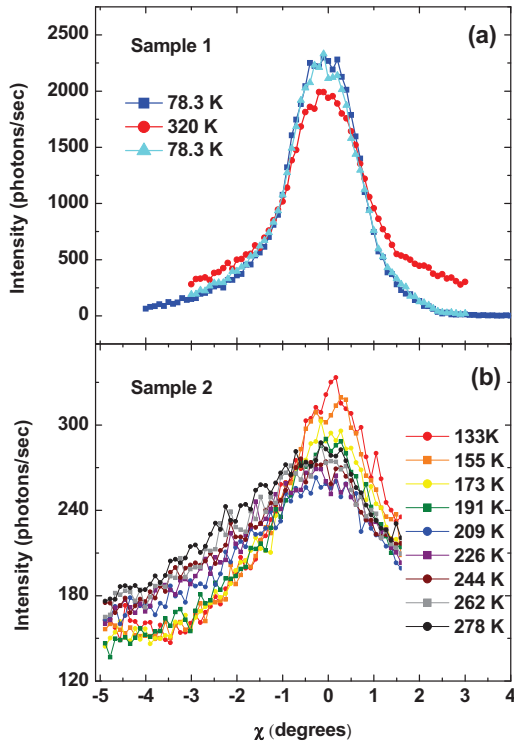 (a)
Sample 1
78.3 K
320 K
78.3 K
Intensity (photons/sec)
2500
2000
1500
1000
500
0
(b)
Sample 2
133K
155 K
173 K
191 K
209 K
226 K
244 K
262 K
278 K
Intensity (photons/sec)
300
240
180
120
-5 -4 -3 -2 -1 0 1 2 3 4
χ (degrees)